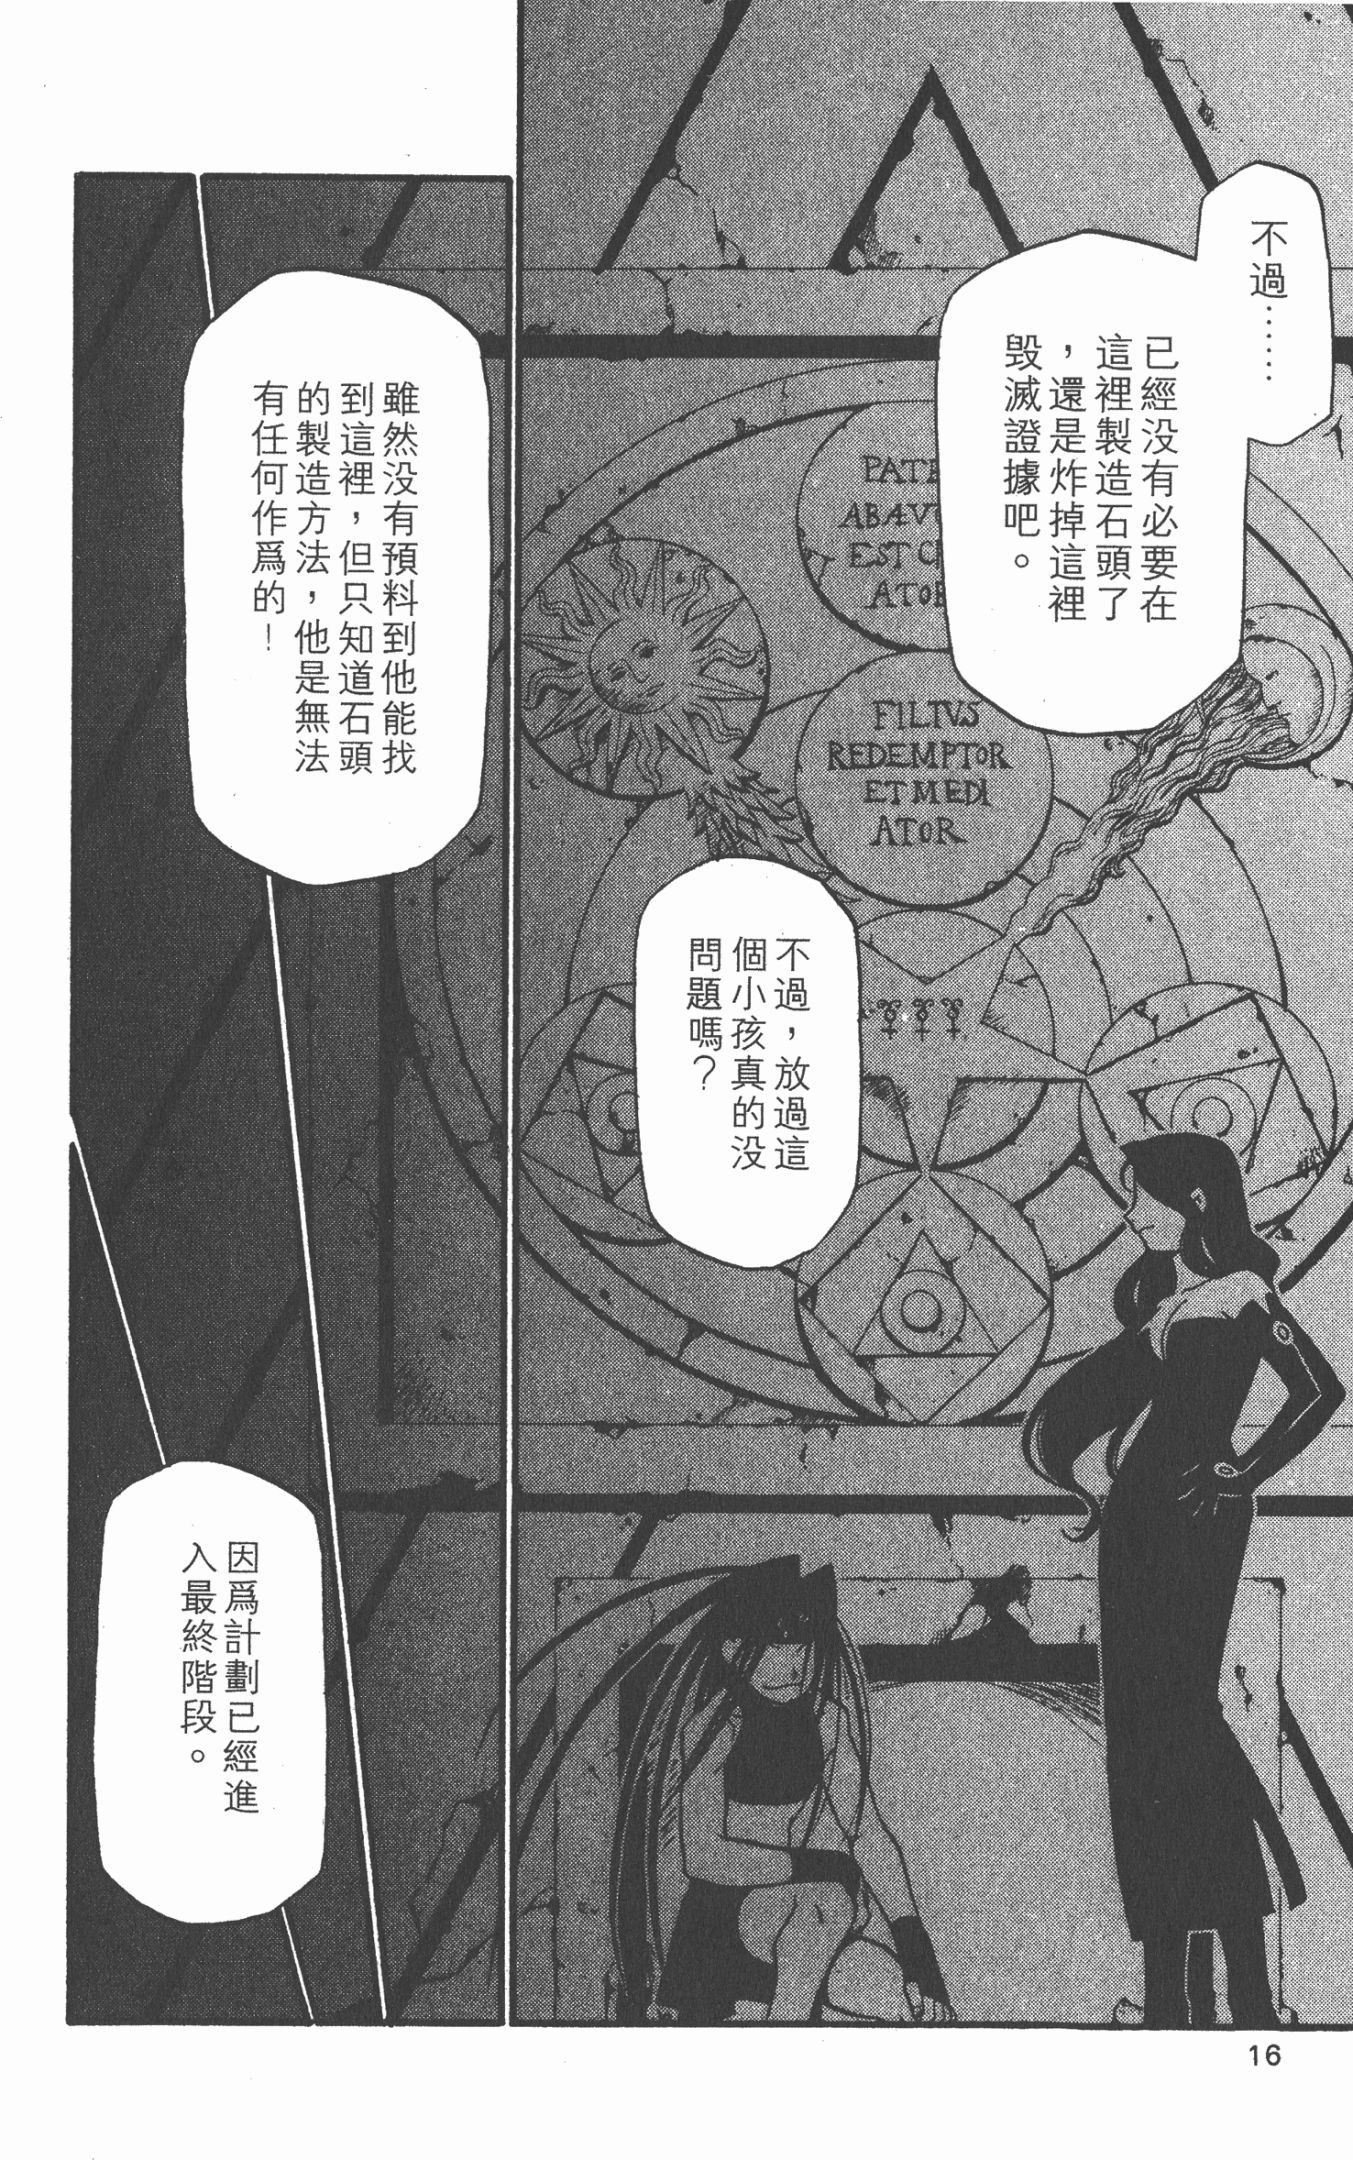 不過……
已經没有必要在
這裡製造石頭了
，還是炸掉這裡
毀滅證據吧。
PATE
ABÆVT
EST C
ATOR
FILIVS
REDEMPTOR
ET MEDI
ATOR
不過，放過這
個小孩真的没
問題嗎？
雖然没有預料到他能找
到這裡，但只知道石頭
的製造方法，他是無法
有任何作爲的！
因爲計劃已經進
入最終階段。
16